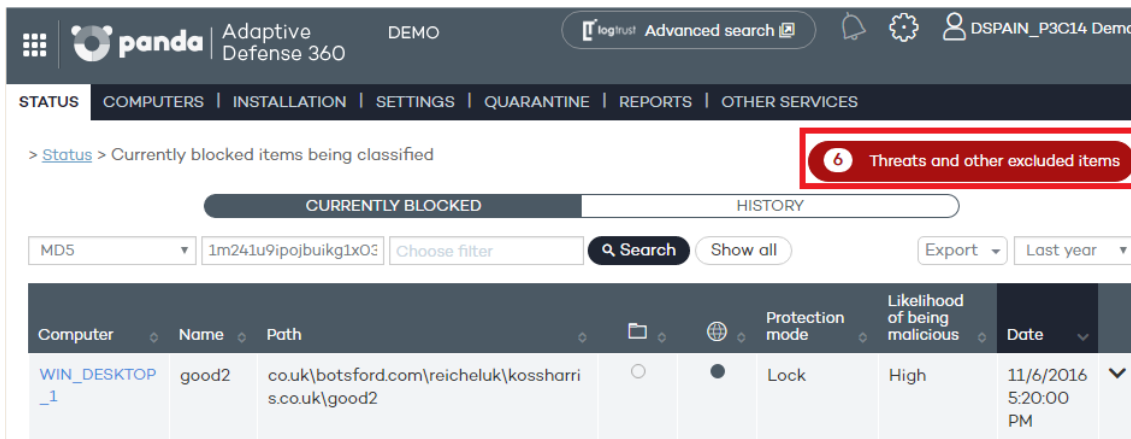 panda Adaptive Defense 360
DEMO
logtrust Advanced search
DSPAIN_P3C14 Demo
STATUS COMPUTERS | INSTALLATION | SETTINGS | QUARANTINE | REPORTS | OTHER SERVICES
> Status > Currently blocked items being classified
6 Threats and other excluded items
CURRENTLY BLOCKED HISTORY
MD5 1m241u9ipojbuikg1x03 Choose filter Search Show all Export Last year
Computer Name Path Protection mode Likelihood of being malicious Date
WIN_DESKTOP
_1
good2
co.uk\botsford.com\reicheluk\kossharri
s.co.uk\good2
Lock
High
11/6/2016
5:20:00
PM